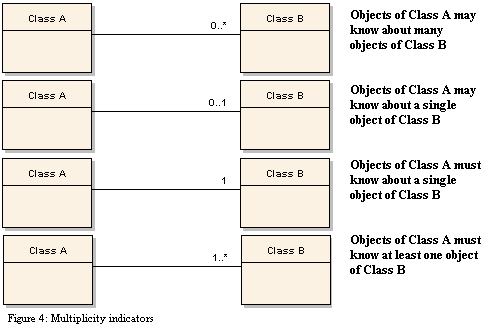 Class A
0..*
Class B
Objects of Class A may
know about many
objects of Class B
Class A
0..1
Class B
Objects of Class A may
know about a single
object of Class B
Class A
1
Class B
Objects of Class A must
know about a single
object of Class B
Class A
1..*
Class B
Objects of Class A must
know at least one object
of Class B
Figure 4: Multiplicity indicators